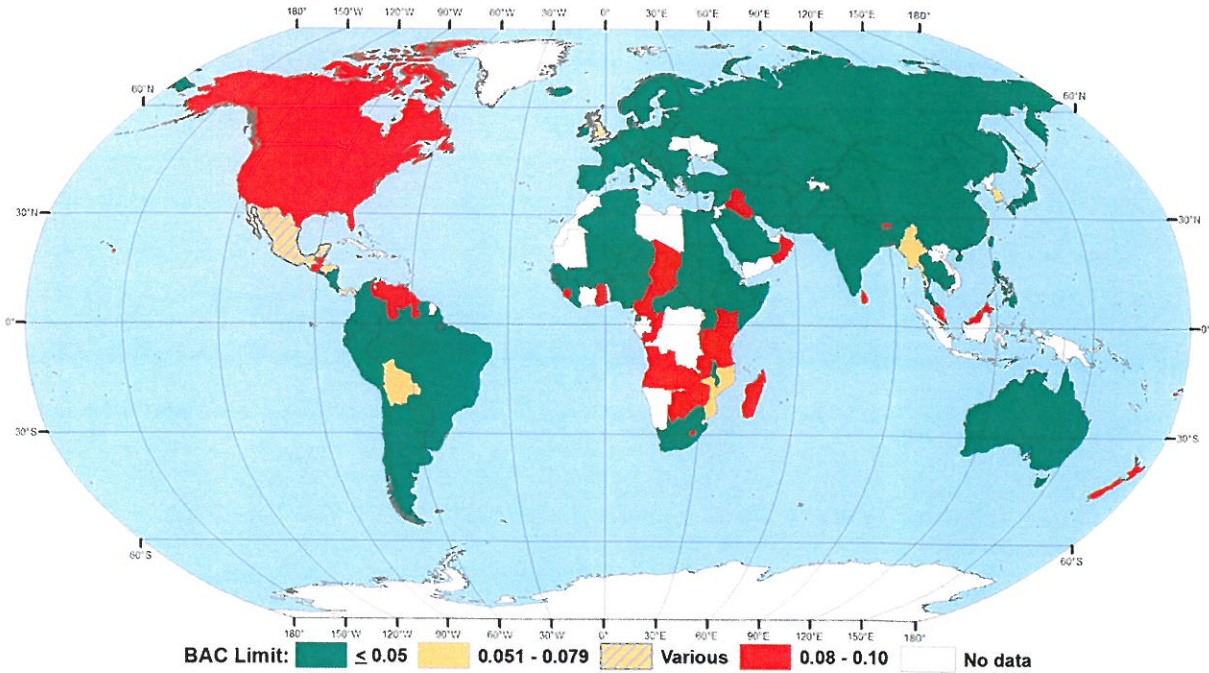 180° 150°W 120°W 90°W 60°W 30°W 0° 30°E 60°E 90°E 120°E 150°E 180°
60°N 60°N
30°N 30°N
0° 0°
30°S 30°S
60°S 60°S
180° 150°W 120°W 90°W 60°W 30°W 0° 30°E 60°E 90°E 120°E 150°E 180°
BAC Limit: ≤ 0.05 0.051 - 0.079 Various 0.08 - 0.10 No data